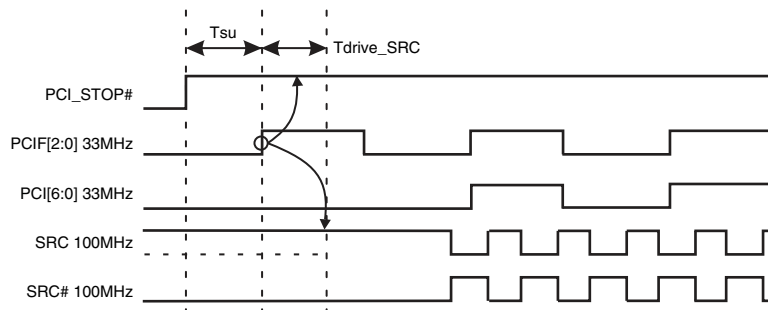 Tsu
Tdrive_SRC
PCI_STOP#
PCIF[2:0] 33MHz
PCI[6:0] 33MHz
SRC 100MHz
SRC# 100MHz